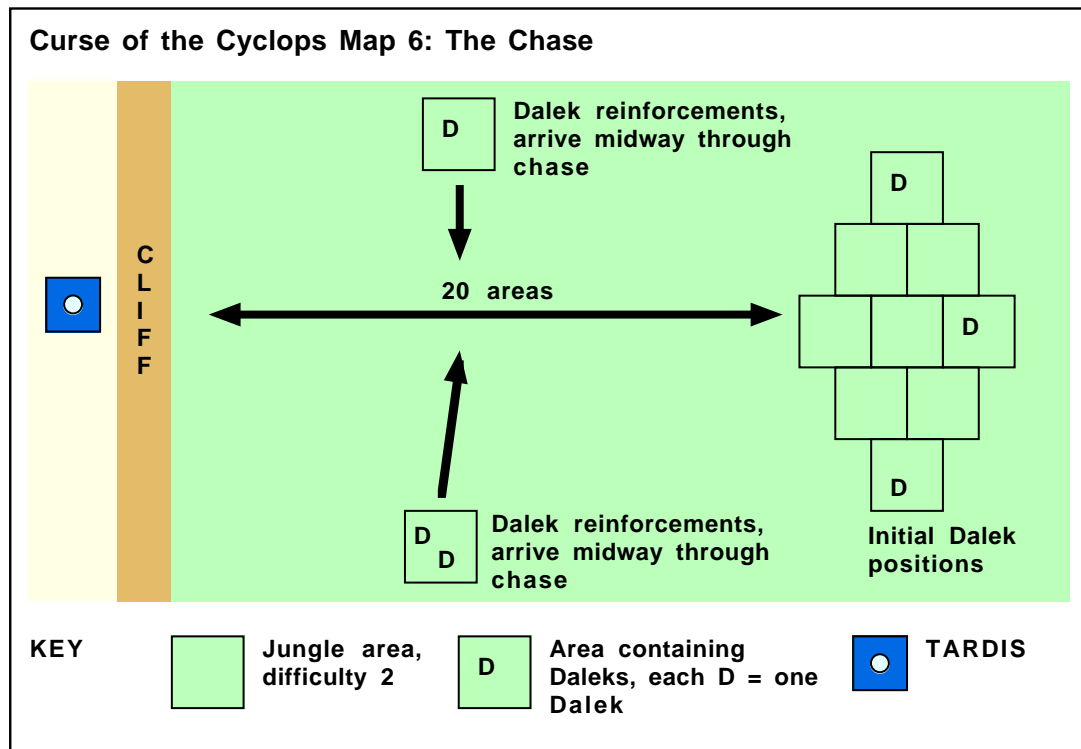 Curse of the Cyclops Map 6: The Chase
D
Dalek reinforcements,
arrive midway through
chase
D
C
L
I
F
F
20 areas
D
D
D
Dalek reinforcements,
arrive midway through
chase
D
Initial Dalek
positions
KEY
Jungle area,
difficulty 2
D
Area containing
Daleks, each D = one
Dalek
TARDIS